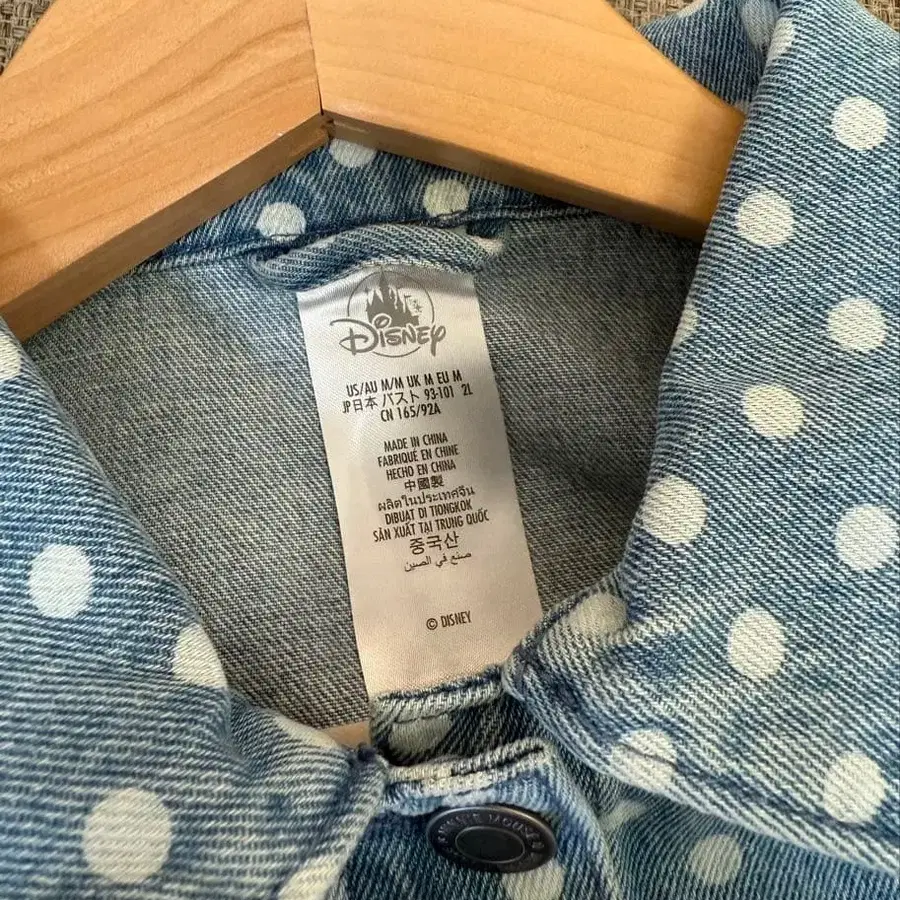 Disney
US/AU M/M UK M EU M
JP日本 バスト 93-101 2L
CN 165/92A
MADE IN CHINA
FABRIQUÉ EN CHINE
HECHO EN CHINA
中國製
ผลิตในประเทศจีน
DIBUAT DI TIONGKOK
SẢN XUẤT TẠI TRUNG QUỐC
중국산
صنع في الصين
© DISNEY